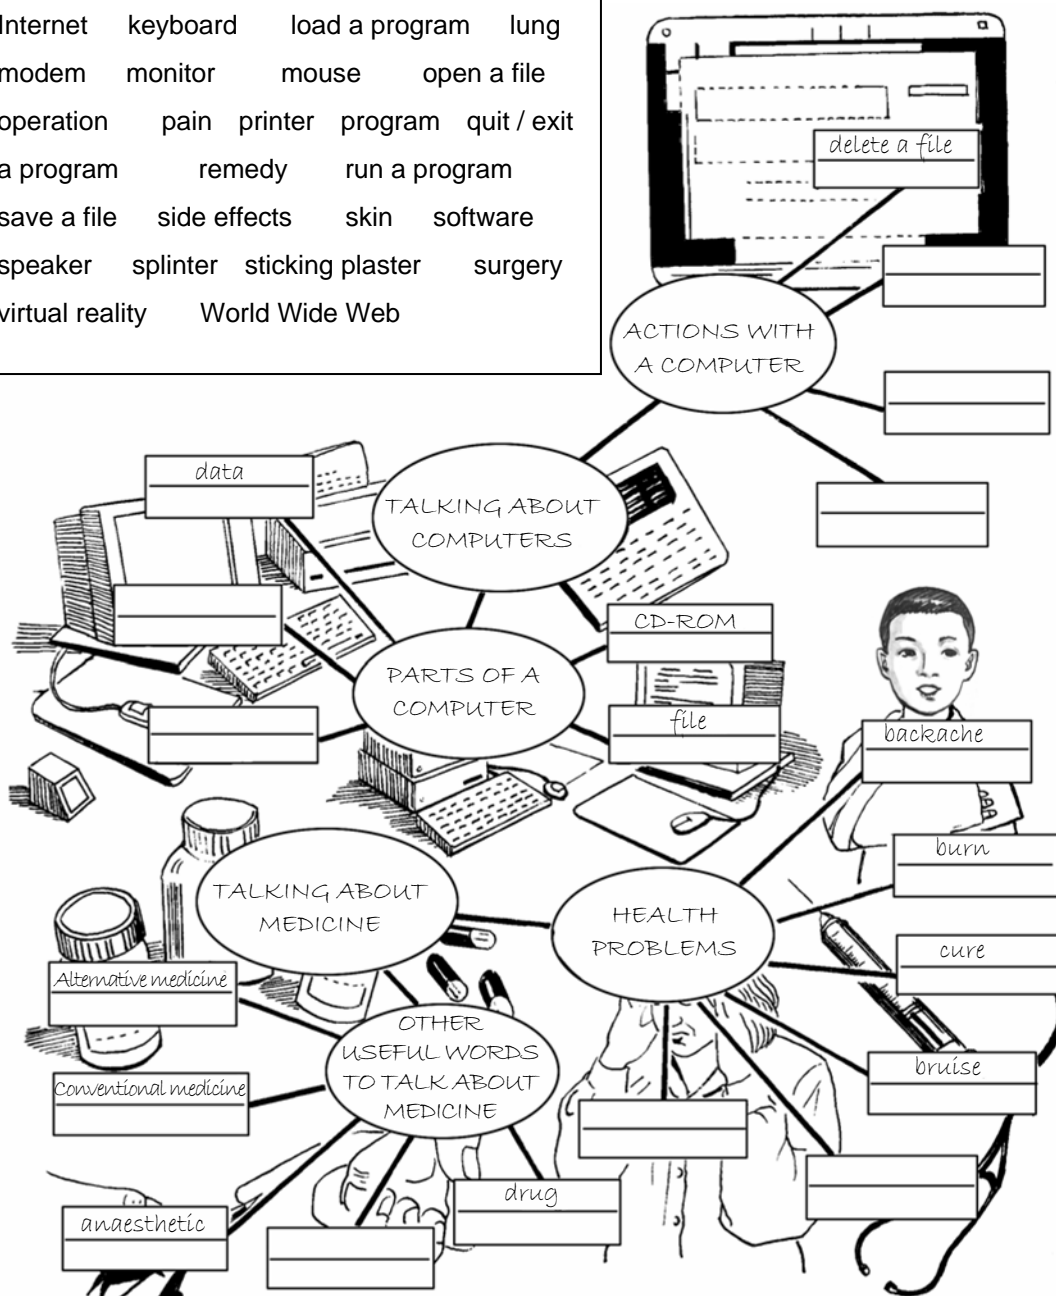 Internet keyboard load a program lung
modem monitor mouse open a file
operation pain printer program quit / exit
a program remedy run a program
save a file side effects skin software
speaker splinter sticking plaster surgery
virtual reality World Wide Web
delete a file
ACTIONS WITH
A COMPUTER
data
TALKING ABOUT
COMPUTERS
CD-ROM
PARTS OF A
COMPUTER
file
backache
burn
TALKING ABOUT
MEDICINE
HEALTH
PROBLEMS
cure
Alternative medicine
OTHER
USEFUL WORDS
TO TALK ABOUT
MEDICINE
bruise
Conventional medicine
drug
anaesthetic